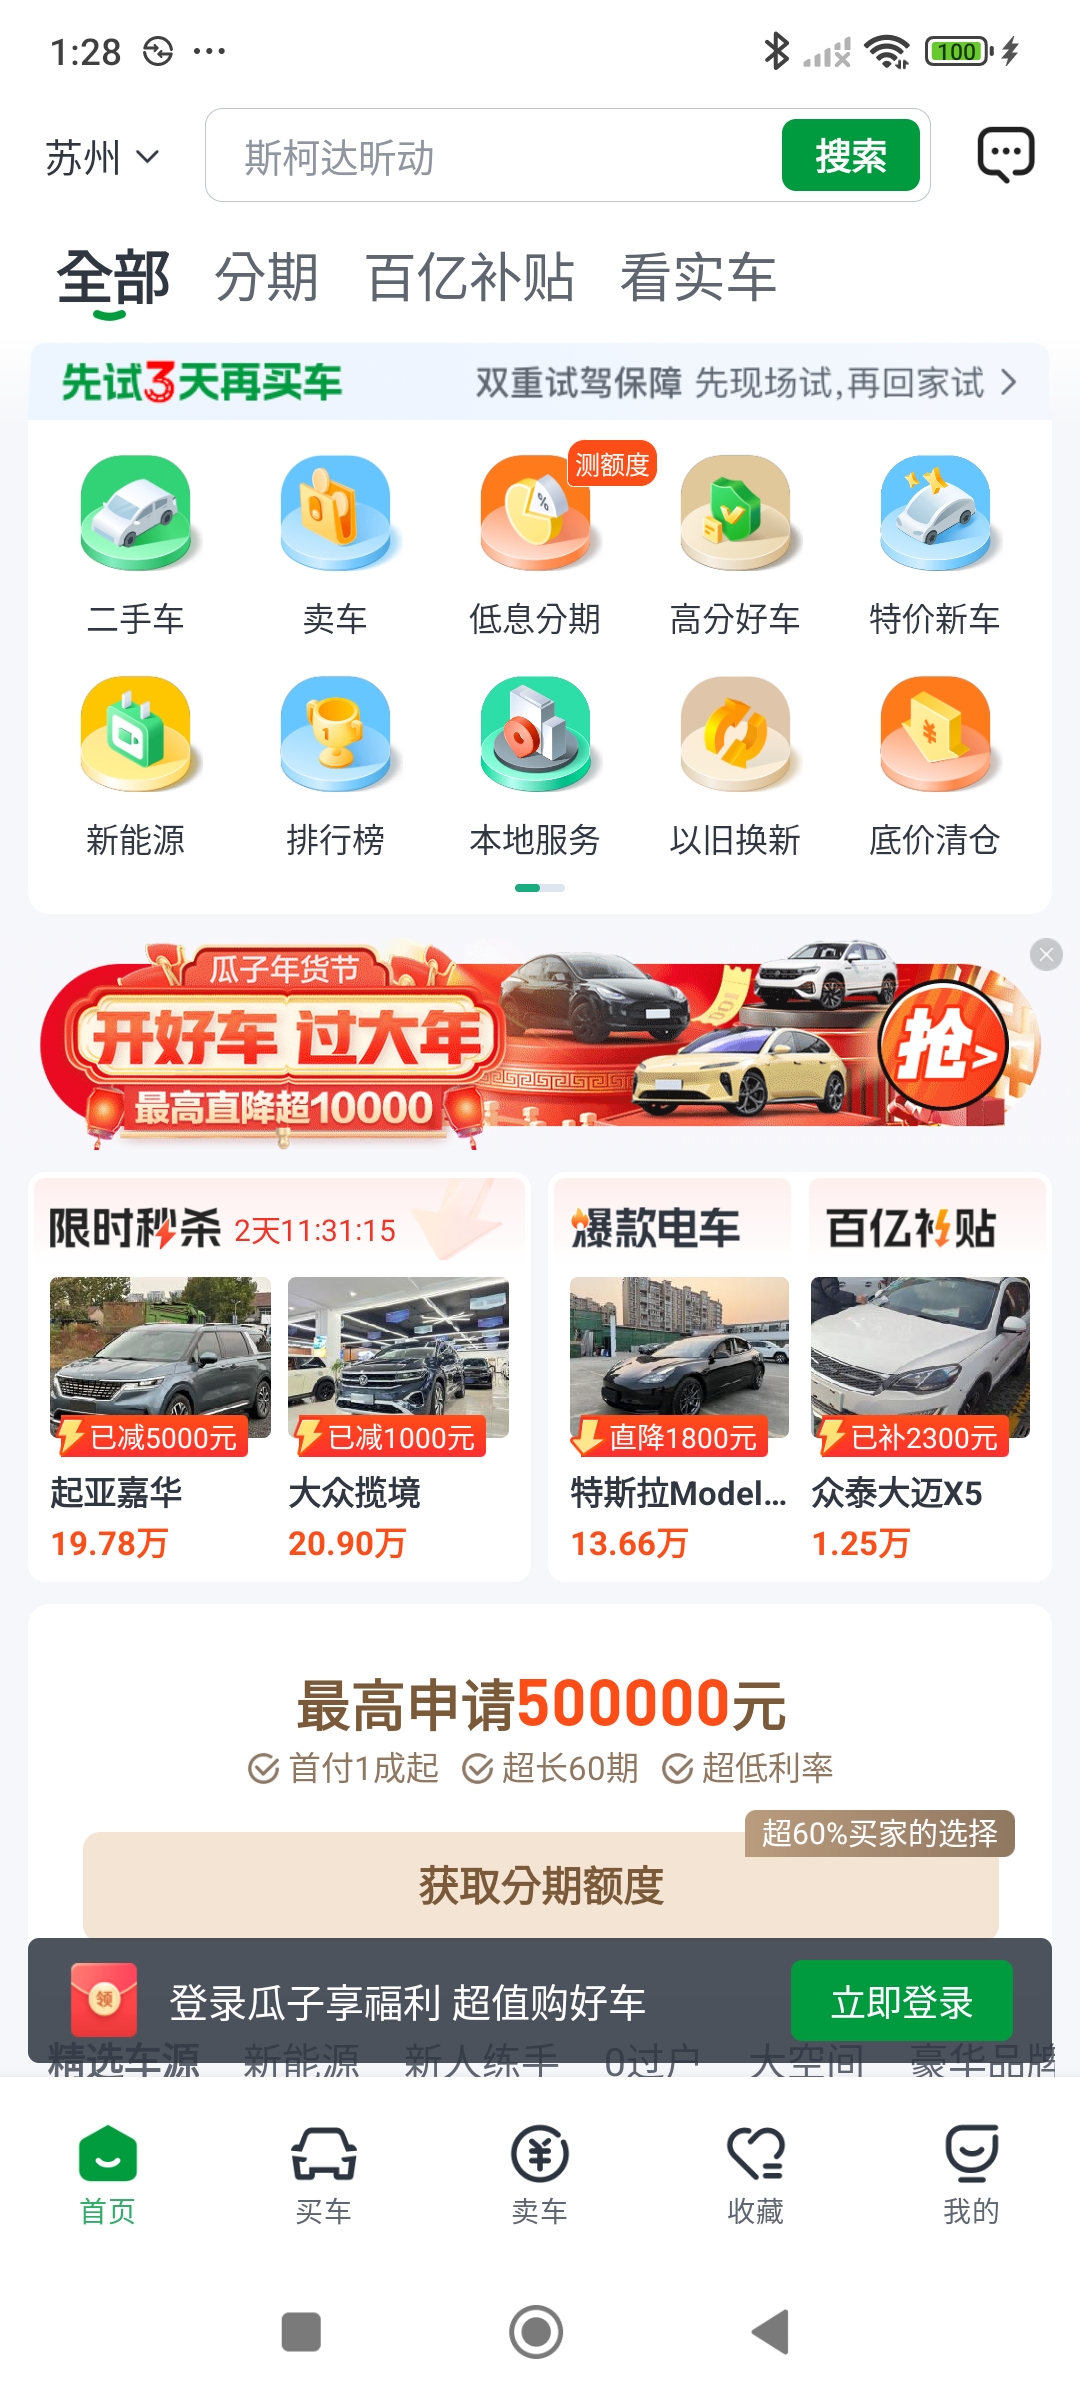 1:28
100
苏州
斯柯达昕动
搜索
全部 分期 百亿补贴 看实车
先试3天再买车 双重试驾保障 先现场试,再回家试
测额度
二手车 卖车 低息分期 高分好车 特价新车
新能源 排行榜 本地服务 以旧换新 底价清仓
瓜子年货节
开好车 过大年
最高直降超10000
抢>
限时秒杀 2天11:31:15
爆款电车
百亿补贴
已减5000元
已减1000元
直降1800元
已补2300元
起亚嘉华
大众揽境
特斯拉Model...
众泰大迈X5
19.78万
20.90万
13.66万
1.25万
最高申请500000元
首付1成起 超长60期 超低利率
超60%买家的选择
获取分期额度
领
登录瓜子享福利 超值购好车
立即登录
精选车源 新能源 新人练手 0过户 大空间 豪华品牌
首页 买车 卖车 收藏 我的